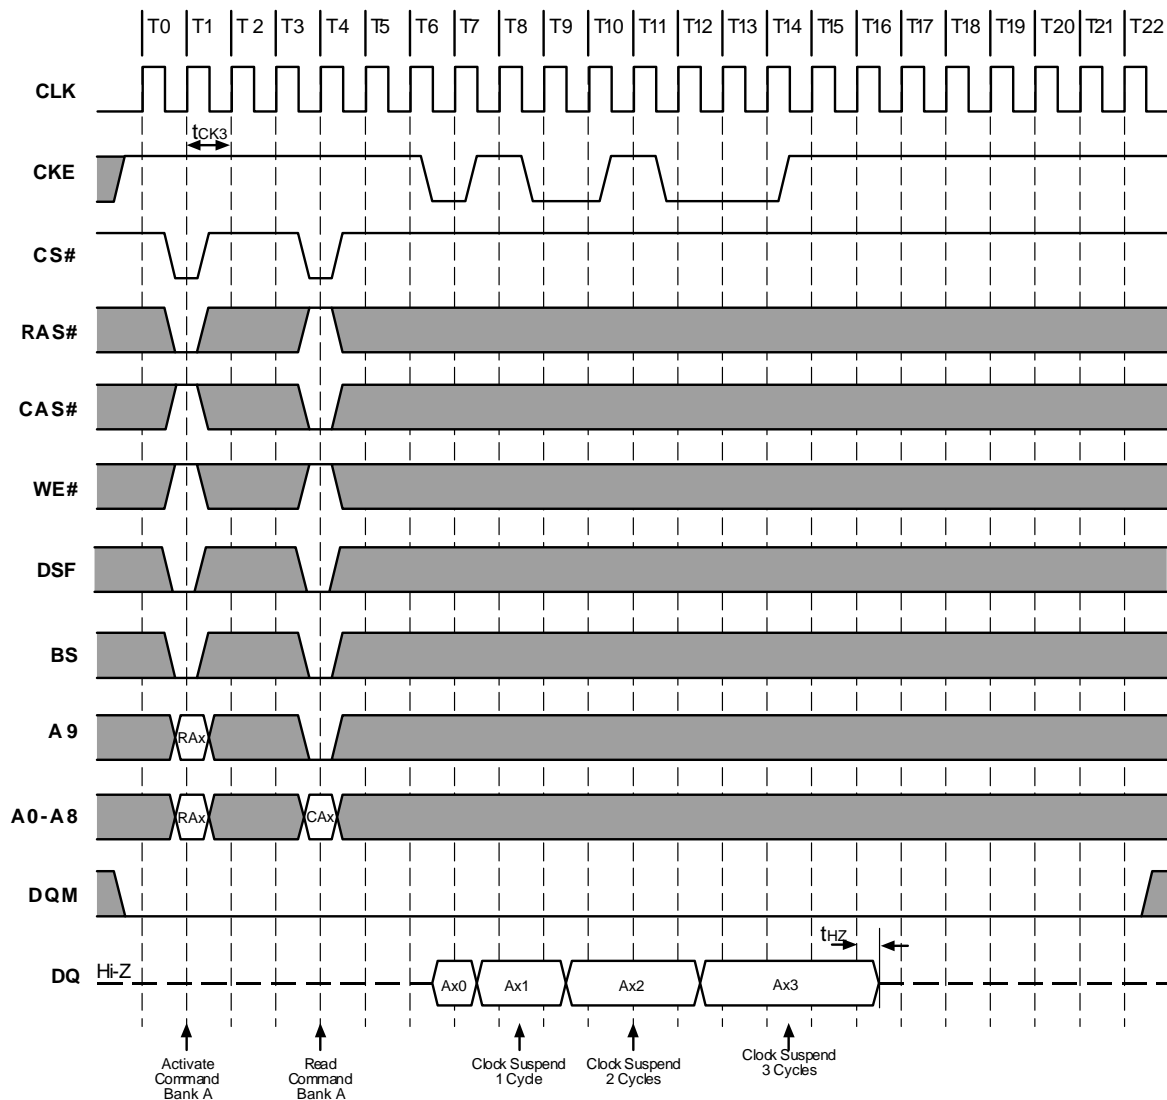 T0 T1 T2 T3 T4 T5 T6 T7 T8 T9 T10 T11 T12 T13 T14 T15 T16 T17 T18 T19 T20 T21 T22
CLK
tCK3
CKE
CS#
RAS#
CAS#
WE#
DSF
BS
A9
RAx
A0-A8
RAx CAx
DQM
tHZ
DQ Hi-Z Ax0 Ax1 Ax2 Ax3
Activate
Command
Bank A
Read
Command
Bank A
Clock Suspend
1 Cycle
Clock Suspend
2 Cycles
Clock Suspend
3 Cycles